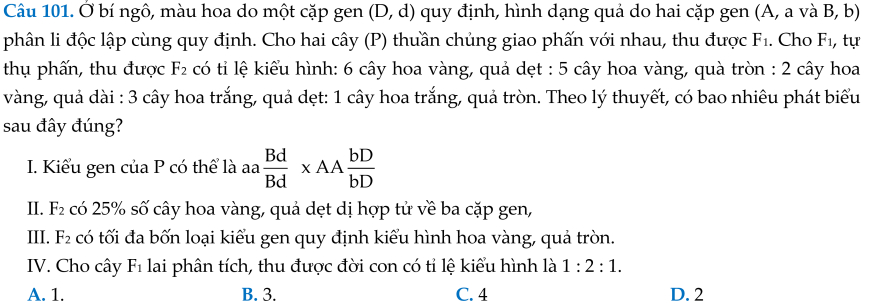 Câu 101. Ở bí ngô, màu hoa do một cặp gen (D, d) quy định, hình dạng quả do hai cặp gen (A, a và B, b)
phân li độc lập cùng quy định. Cho hai cây (P) thuần chủng giao phấn với nhau, thu được F₁. Cho F₁, tự
thụ phấn, thu được F₂ có tỉ lệ kiểu hình: 6 cây hoa vàng, quả dẹt : 5 cây hoa vàng, quà tròn : 2 cây hoa
vàng, quả dài : 3 cây hoa trắng, quả dẹt: 1 cây hoa trắng, quả tròn. Theo lý thuyết, có bao nhiêu phát biểu
sau đây đúng?
I. Kiểu gen của P có thể là aa Bd/Bd x AA bD/bD
II. F₂ có 25% số cây hoa vàng, quả dẹt dị hợp tử về ba cặp gen,
III. F₂ có tối đa bốn loại kiểu gen quy định kiểu hình hoa vàng, quả tròn.
IV. Cho cây F₁ lai phân tích, thu được đời con có tỉ lệ kiểu hình là 1 : 2 : 1.
A. 1. B. 3. C. 4 D. 2